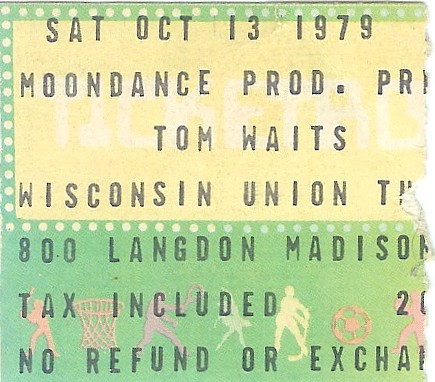 SAT OCT 13 1979
MOONDANCE PROD. PR
TOM WAITS
WISCONSIN UNION TH
800 LANGDON MADISON
TAX INCLUDED 20
NO REFUND OR EXCHA